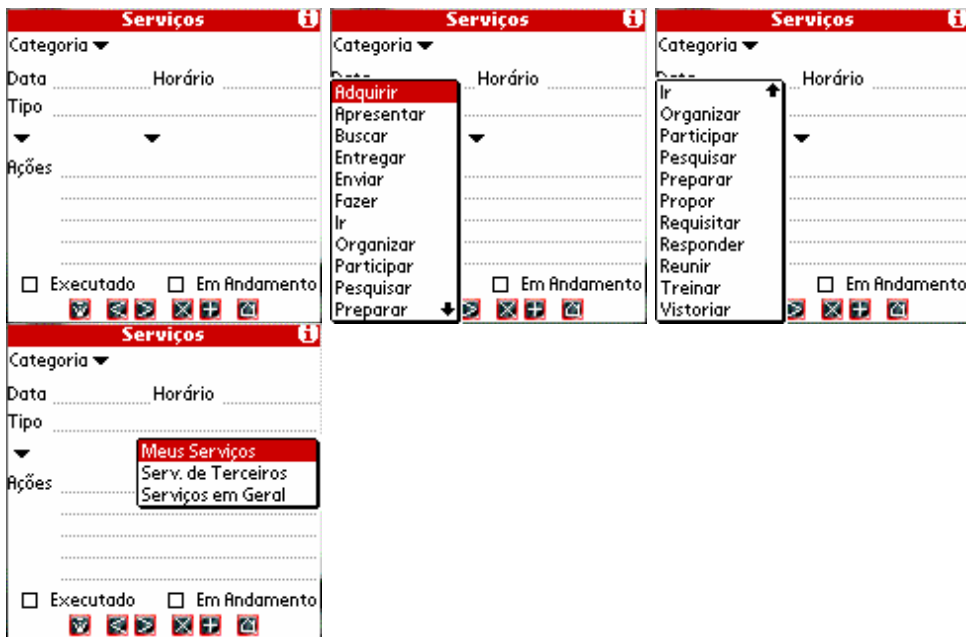 Serviços
Categoria
Data Horário
Tipo
Ações
Executado Em Andamento
Serviços
Categoria
Horário
Adquirir
Apresentar
Buscar
Entregar
Enviar
Fazer
Ir
Organizar
Participar
Pesquisar
Preparar
Em Andamento
Serviços
Categoria
Horário
Ir
Organizar
Participar
Pesquisar
Preparar
Propor
Requisitar
Responder
Reunir
Treinar
Vistoriar
Em Andamento
Serviços
Categoria
Data Horário
Tipo
Meus Serviços
Serv. de Terceiros
Ações
Serviços em Geral
Executado Em Andamento